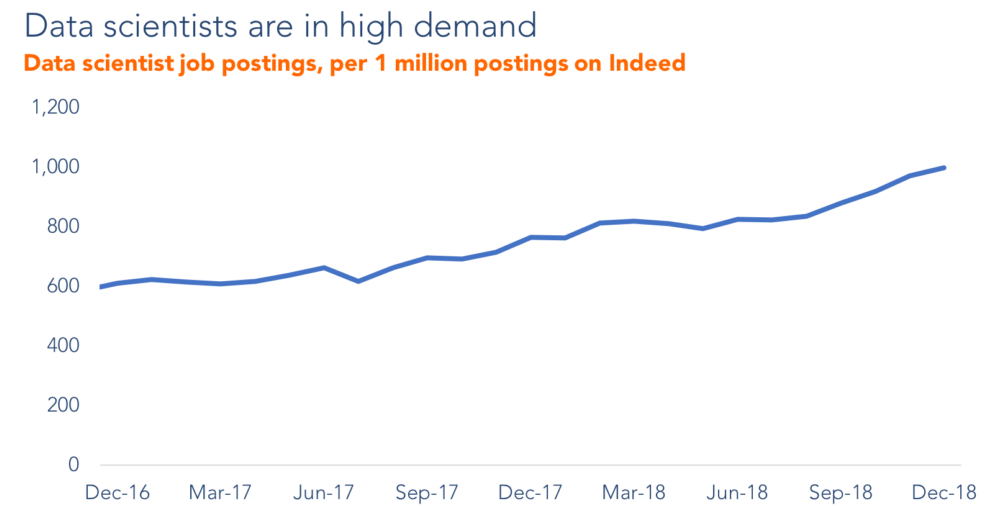 Data scientists are in high demand
Data scientist job postings, per 1 million postings on Indeed
1,200
1,000
800
600
400
200
0
Dec-16 Mar-17 Jun-17 Sep-17 Dec-17 Mar-18 Jun-18 Sep-18 Dec-18